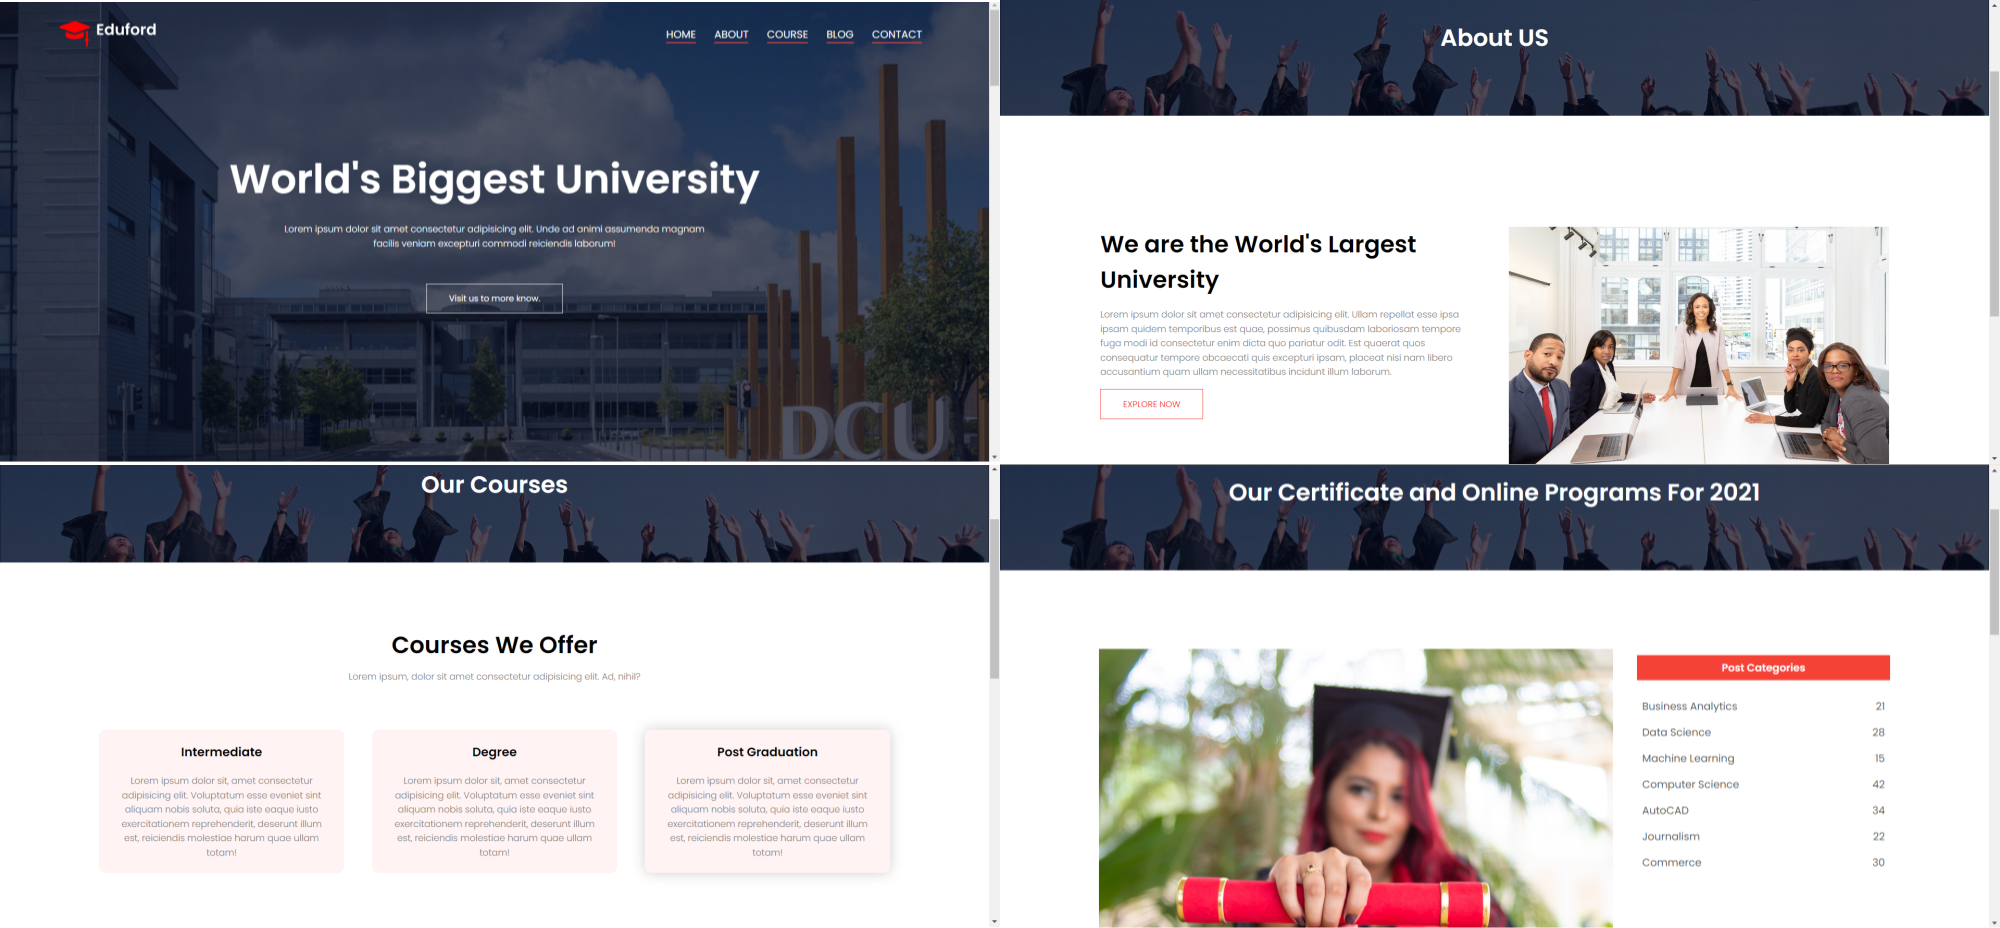 Eduford
HOME ABOUT COURSE BLOG CONTACT
World's Biggest University
Lorem ipsum dolor sit amet consectetur adipisicing elit. Unde ad animi assumenda magnam
facilis veniam excepturi commodi reiciendis laborum!
Visit us to more know.
DCU
About US
We are the World's Largest
University
Lorem ipsum dolor sit amet consectetur adipisicing elit. Ullam repellat esse ipsa
ipsam quidem temporibus est quae, possimus quibusdam laboriosam tempore
fuga modi id consectetur enim dicta quo pariatur odit. Est quaerat quos
consequatur tempore obcaecati quis excepturi ipsam, placeat nisi nam libero
accusantium quam ullam necessitatibus incidunt illum laborum.
EXPLORE NOW
Our Courses
Courses We Offer
Lorem ipsum, dolor sit amet consectetur adipisicing elit. Ad, nihil?
Intermediate
Lorem ipsum dolor sit, amet consectetur
adipisicing elit. Voluptatum esse eveniet sint
aliquam nobis soluta, quia iste eaque iusto
exercitationem reprehenderit, deserunt illum
est, reiciendis molestiae harum quae ullam
totam!
Degree
Lorem ipsum dolor sit, amet consectetur
adipisicing elit. Voluptatum esse eveniet sint
aliquam nobis soluta, quia iste eaque iusto
exercitationem reprehenderit, deserunt illum
est, reiciendis molestiae harum quae ullam
totam!
Post Graduation
Lorem ipsum dolor sit, amet consectetur
adipisicing elit. Voluptatum esse eveniet sint
aliquam nobis soluta, quia iste eaque iusto
exercitationem reprehenderit, deserunt illum
est, reiciendis molestiae harum quae ullam
totam!
Our Certificate and Online Programs For 2021
Post Categories
Business Analytics 21
Data Science 28
Machine Learning 15
Computer Science 42
AutoCAD 34
Journalism 22
Commerce 30